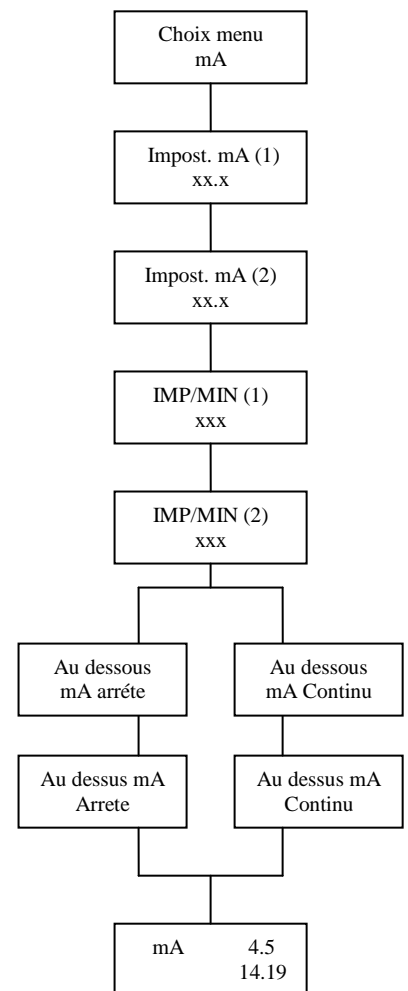 Choix menu
mA
Impost. mA (1)
xx.x
Impost. mA (2)
xx.x
IMP/MIN (1)
xxx
IMP/MIN (2)
xxx
Au dessous
mA arréte
Au dessous
mA Continu
Au dessus mA
Arrete
Au dessus mA
Continu
mA 4.5
14.19